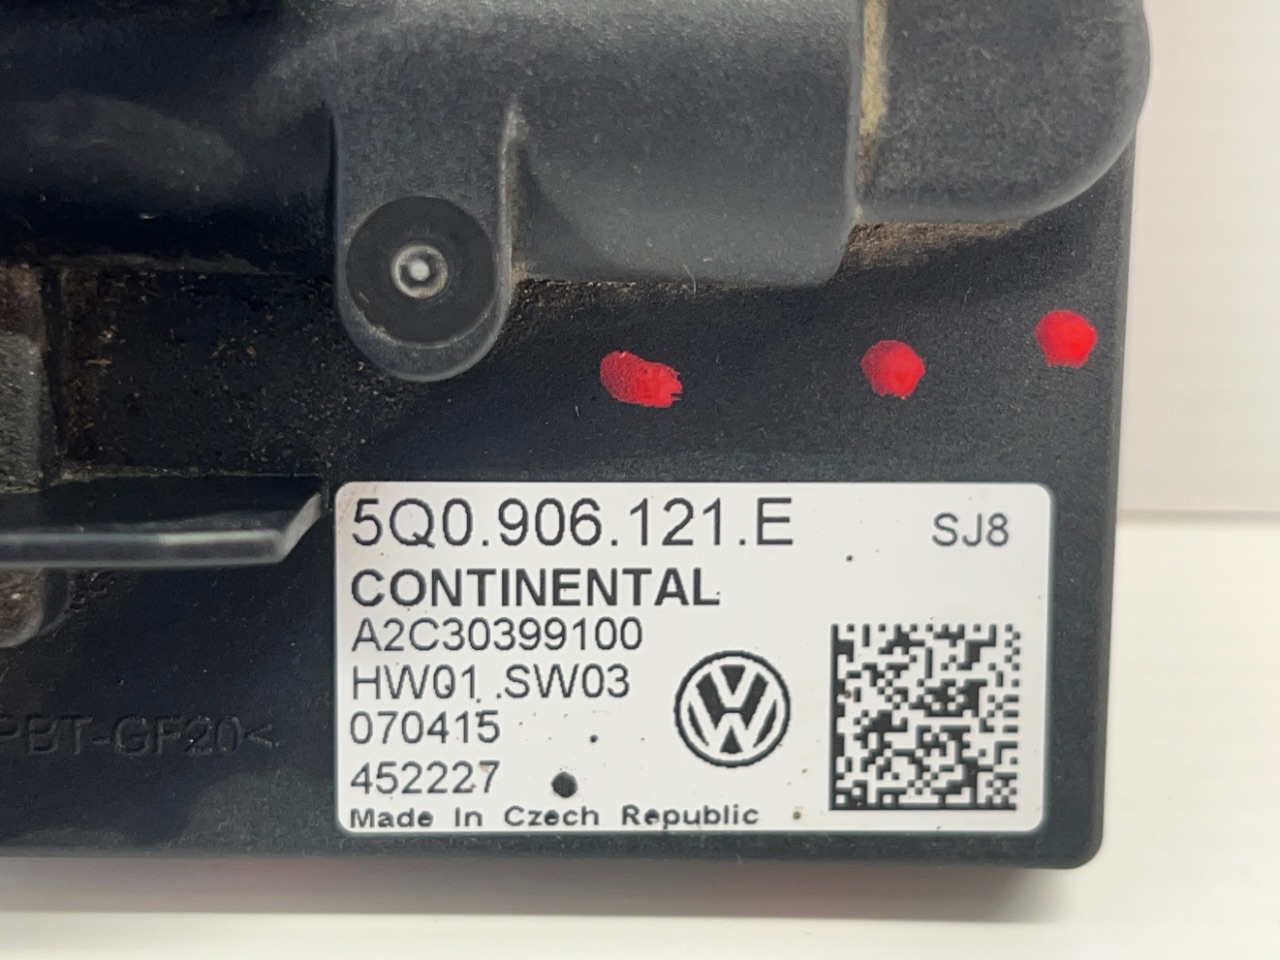 5Q0.906.121.E SJ8
CONTINENTAL
A2C30399100
HW01 SW03
070415
452227
Made In Czech Republic
PBT-GF20<